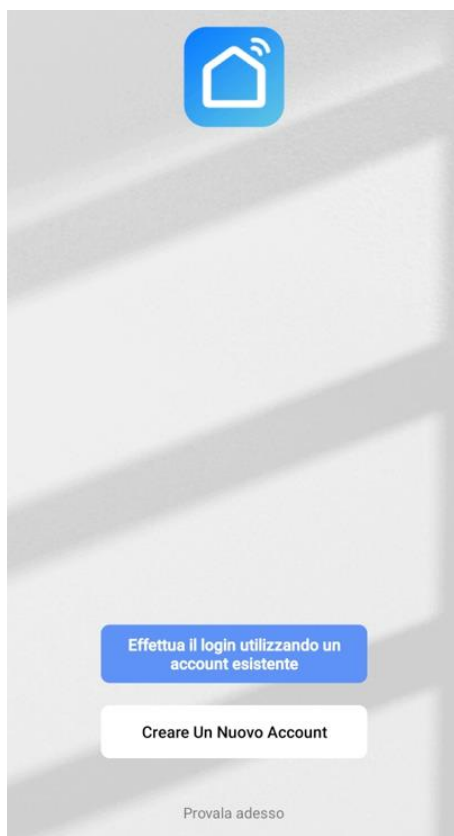 Effettua il login utilizzando un
account esistente
Creare Un Nuovo Account
Provala adesso